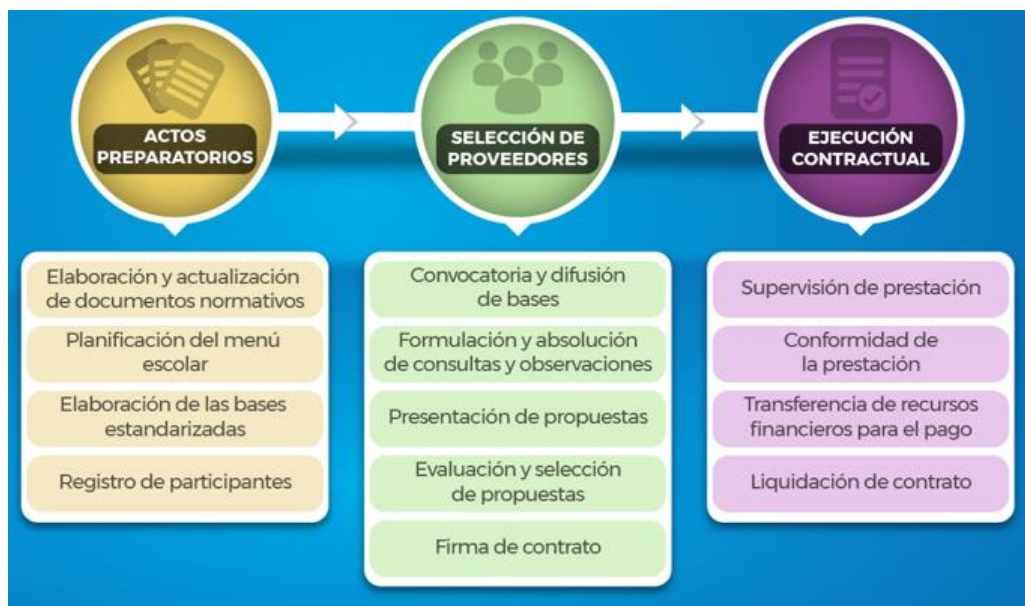 ACTOS
PREPARATORIOS
SELECCIÓN DE
PROVEEDORES
EJECUCIÓN
CONTRACTUAL
Elaboración y actualización
de documentos normativos
Planificación del menú
escolar
Elaboración de las bases
estandarizadas
Registro de participantes
Convocatoria y difusión
de bases
Formulación y absolución
de consultas y observaciones
Presentación de propuestas
Evaluación y selección
de propuestas
Firma de contrato
Supervisión de prestación
Conformidad de
la prestación
Transferencia de recursos
financieros para el pago
Liquidación de contrato